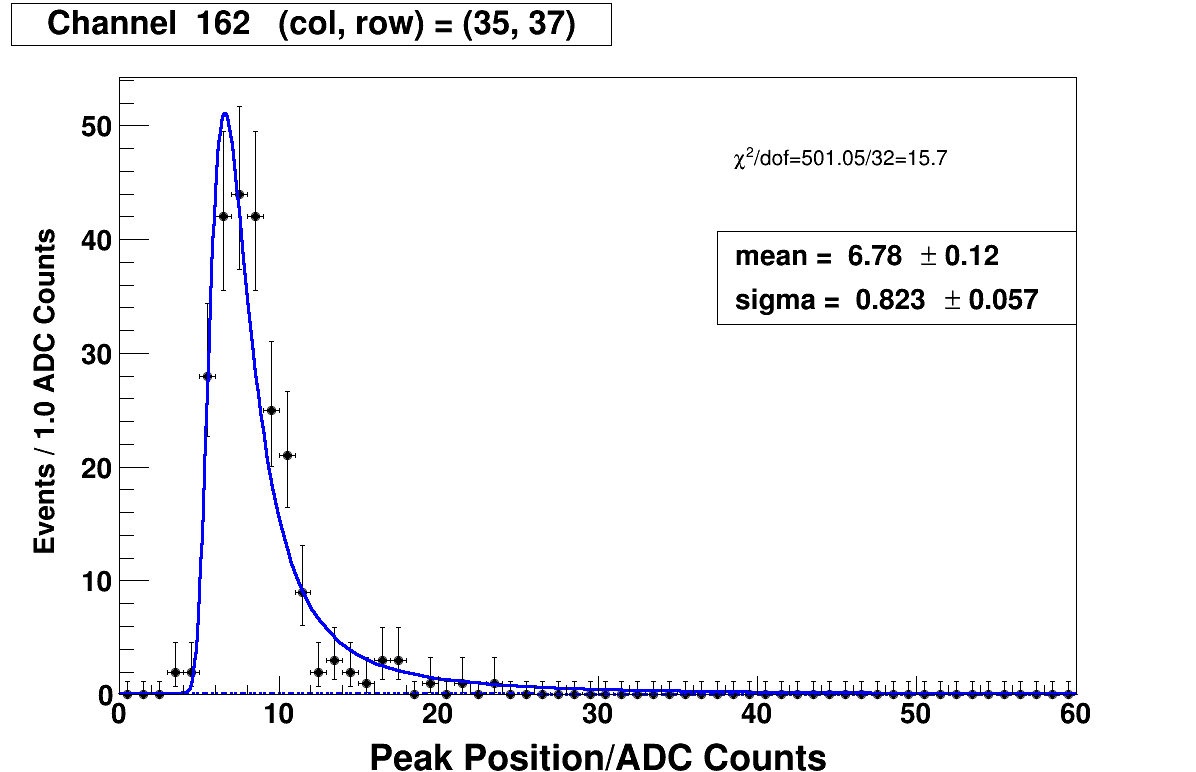 Channel 162 (col, row) = (35, 37)
χ²/dof=501.05/32=15.7
mean = 6.78 ± 0.12
sigma = 0.823 ± 0.057
Events / 1.0 ADC Counts
50
40
30
20
10
0
0 10 20 30 40 50 60
Peak Position/ADC Counts